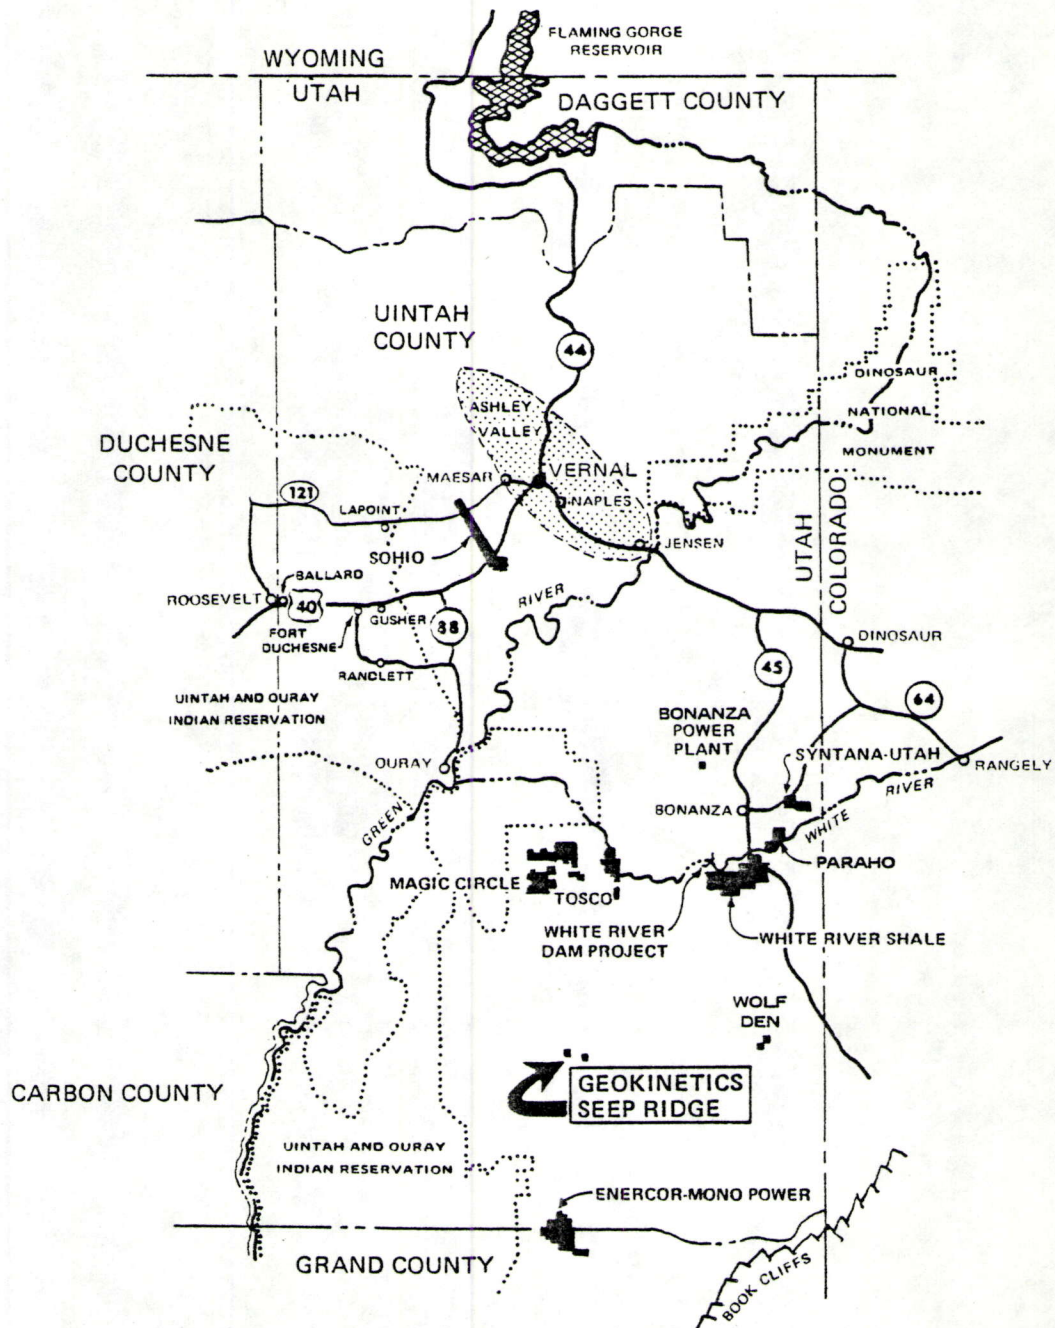 FLAMING GORGE
RESERVOIR
WYOMING
UTAH
DAGGETT COUNTY
UINTAH
COUNTY
44
DINOSAUR
NATIONAL
MONUMENT
ASHLEY
VALLEY
DUCHESNE
COUNTY
MAESAR
VERNAL
121
NAPLES
LAPOINT
JENSEN
SOHIO
UTAH
COLORADO
BALLARD
ROOSEVELT
40
RIVER
FORT
DUCHESNE
GUSHER
88
DINOSAUR
RANDLETT
45
UINTAH AND OURAY
INDIAN RESERVATION
64
BONANZA
POWER
PLANT
SYNTANA-UTAH
OURAY
RANGELY
RIVER
GREEN
BONANZA
WHITE
PARAHO
MAGIC CIRCLE
TOSCO
WHITE RIVER
DAM PROJECT
WHITE RIVER SHALE
WOLF
DEN
CARBON COUNTY
GEOKINETICS
SEEP RIDGE
UINTAH AND OURAY
INDIAN RESERVATION
ENERCOR-MONO POWER
GRAND COUNTY
BOOK CLIFFS